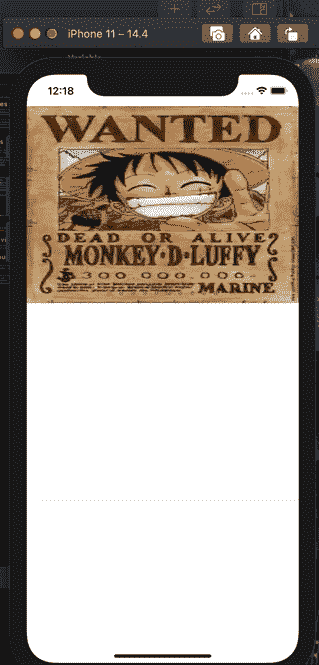 iPhone 11 – 14.4
12:18
WANTED
DEAD OR ALIVE
MONKEY·D·LUFFY
300.000.000
MARINE